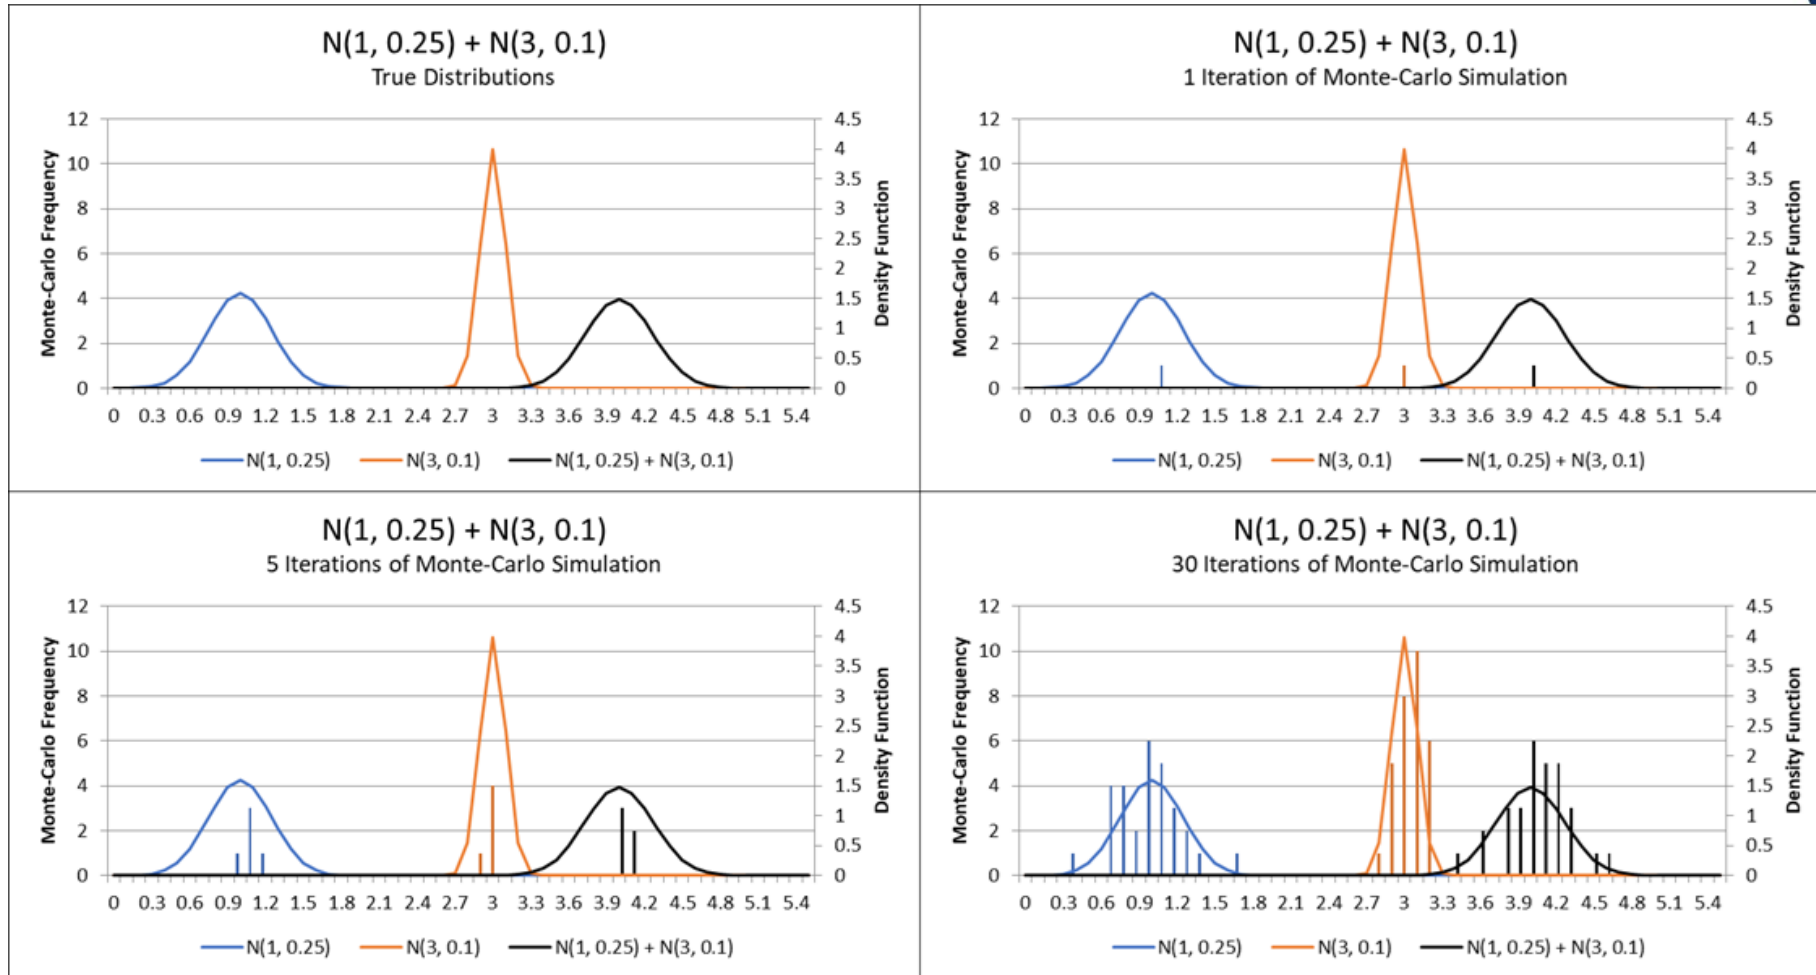 N(1, 0.25) + N(3, 0.1)
True Distributions
12
10
8
6
4
2
0
Monte-Carlo Frequency
4.5
4
3.5
3
2.5
2
1.5
1
0.5
0
Density Function
0 0.3 0.6 0.9 1.2 1.5 1.8 2.1 2.4 2.7 3 3.3 3.6 3.9 4.2 4.5 4.8 5.1 5.4
N(1, 0.25) N(3, 0.1) N(1, 0.25) + N(3, 0.1)
N(1, 0.25) + N(3, 0.1)
1 Iteration of Monte-Carlo Simulation
12
10
8
6
4
2
0
Monte-Carlo Frequency
4.5
4
3.5
3
2.5
2
1.5
1
0.5
0
Density Function
0 0.3 0.6 0.9 1.2 1.5 1.8 2.1 2.4 2.7 3 3.3 3.6 3.9 4.2 4.5 4.8 5.1 5.4
N(1, 0.25) N(3, 0.1) N(1, 0.25) + N(3, 0.1)
N(1, 0.25) + N(3, 0.1)
5 Iterations of Monte-Carlo Simulation
12
10
8
6
4
2
0
Monte-Carlo Frequency
4.5
4
3.5
3
2.5
2
1.5
1
0.5
0
Density Function
0 0.3 0.6 0.9 1.2 1.5 1.8 2.1 2.4 2.7 3 3.3 3.6 3.9 4.2 4.5 4.8 5.1 5.4
N(1, 0.25) N(3, 0.1) N(1, 0.25) + N(3, 0.1)
N(1, 0.25) + N(3, 0.1)
30 Iterations of Monte-Carlo Simulation
12
10
8
6
4
2
0
Monte-Carlo Frequency
4.5
4
3.5
3
2.5
2
1.5
1
0.5
0
Density Function
0 0.3 0.6 0.9 1.2 1.5 1.8 2.1 2.4 2.7 3 3.3 3.6 3.9 4.2 4.5 4.8 5.1 5.4
N(1, 0.25) N(3, 0.1) N(1, 0.25) + N(3, 0.1)